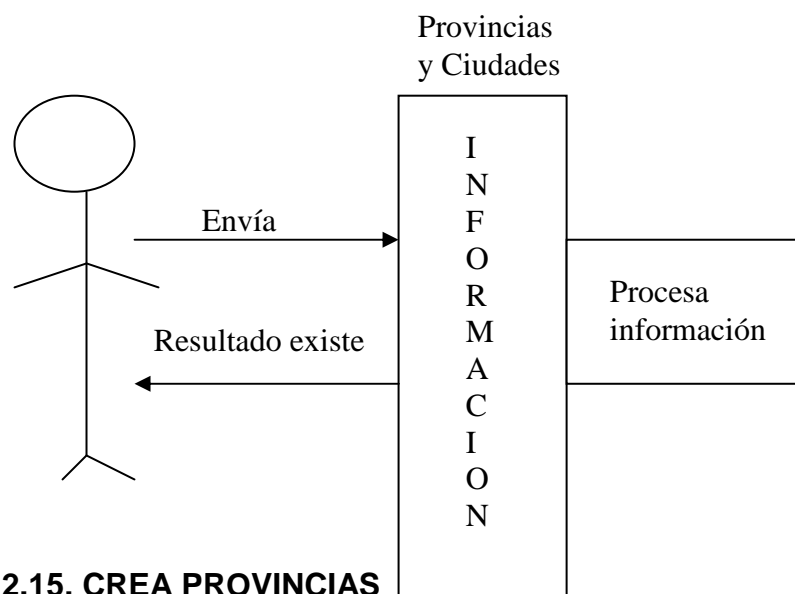 Provincias
y Ciudades
I
N
F
O
R
M
A
C
I
O
N
Envía
Procesa
información
Resultado existe
2.15. CREA PROVINCIAS